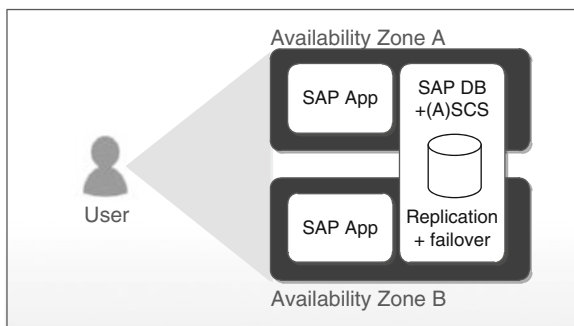 Availability Zone A
SAP App
SAP DB
+(A)SCS
User
SAP App
Replication
+ failover
Availability Zone B